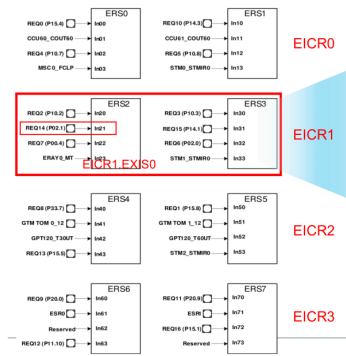 ERS0
REQ0 (P15.4) In00
CCU60_COUT60 In01
REQ4 (P10.7) In02
MSC0_FCLP In03
ERS1
REQ10 (P14.3) In10
CCU61_COUT60 In11
REQ5 (P10.8) In12
STM0_STMIR0 In13
EICR0
ERS2
REQ2 (P10.2) In20
REQ14 (P02.1) In21
REQ7 (P00.4) In22
ERAY0_MT In23
EICR1.EXIS0
ERS3
REQ3 (P10.3) In30
REQ15 (P14.1) In31
REQ6 (P02.0) In32
STM1_STMIR0 In33
EICR1
ERS4
REQ8 (P33.7) In40
GTM TOM 0_12 In41
GPT120_T3OUT In42
REQ13 (P15.5) In43
ERS5
REQ1 (P15.8) In50
GTM TOM 1_12 In51
GPT120_T6OUT In52
STM2_STMIR0 In53
EICR2
ERS6
REQ9 (P20.0) In60
ESR0 In61
Reserved In62
REQ12 (P11.10) In63
ERS7
REQ11 (P20.9) In70
ESRI In71
REQ16 (P15.1) In72
Reserved In73
EICR3